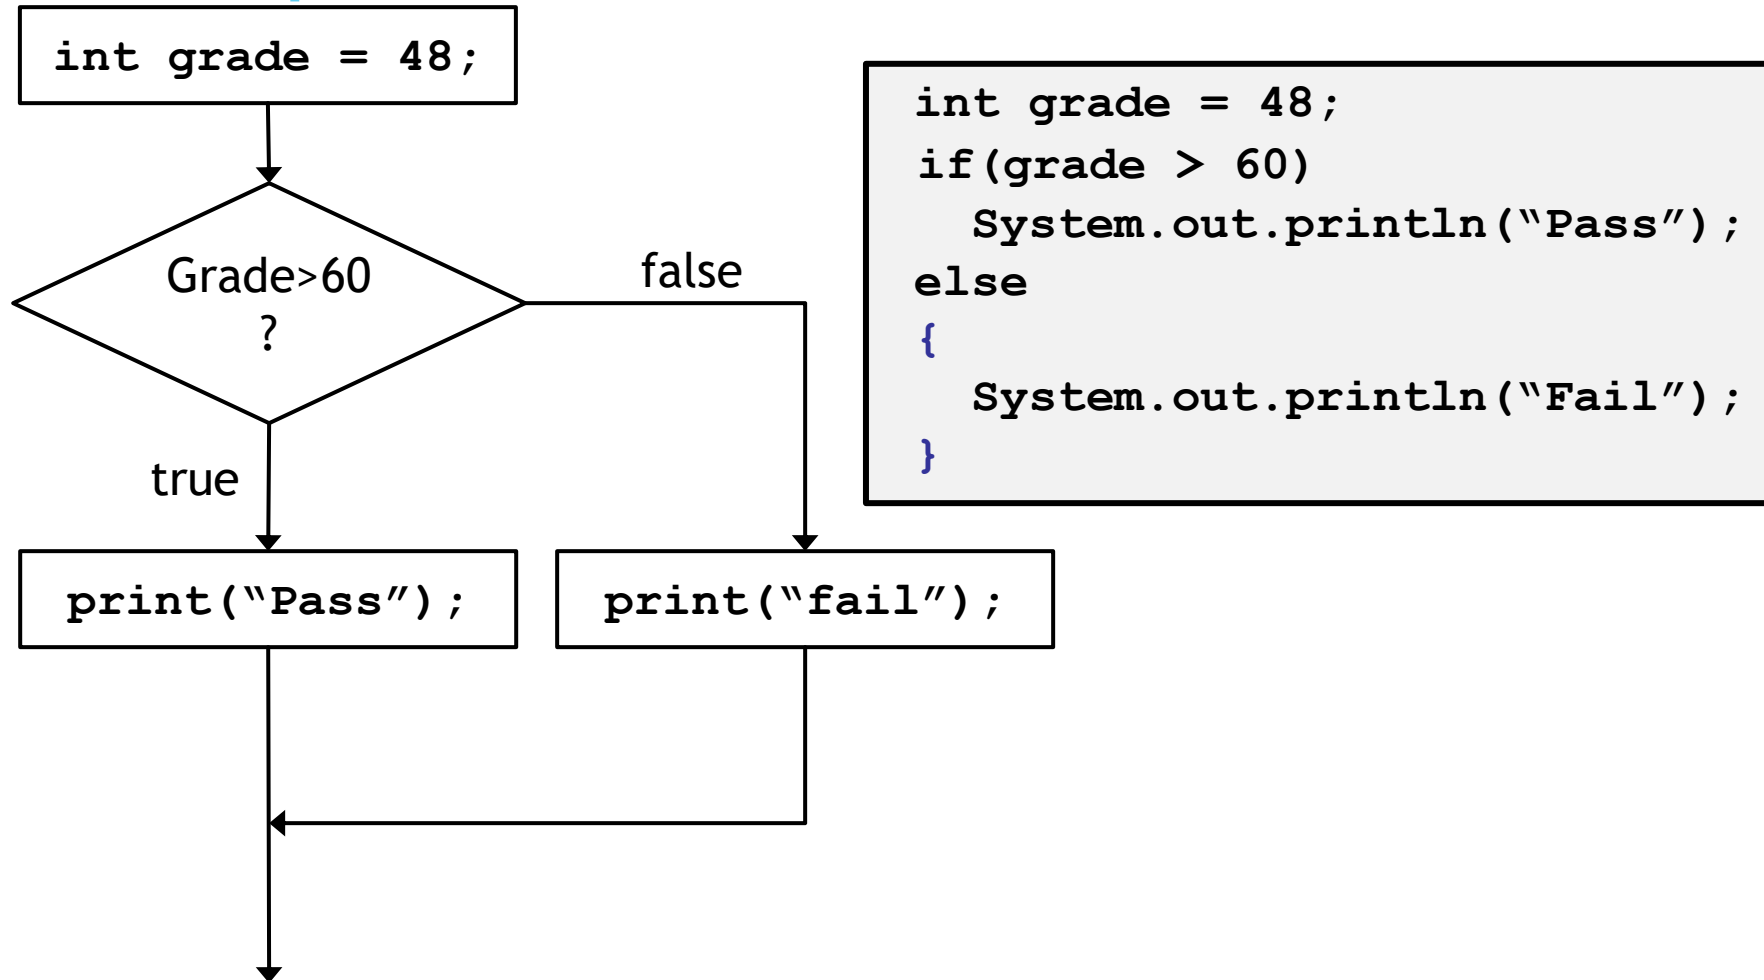 int grade = 48;
Grade>60
?
false
true
print(“Pass”);
print(“fail”);
int grade = 48;
if(grade > 60)
System.out.println(“Pass”);
else
{
System.out.println(“Fail”);
}